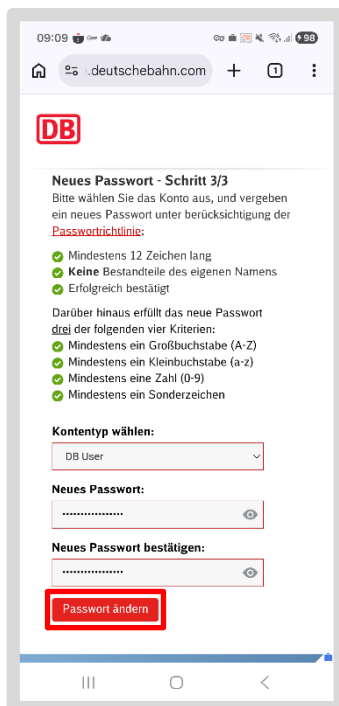 09:09
98
.deutschebahn.com
1
DB
Neues Passwort - Schritt 3/3
Bitte wählen Sie das Konto aus, und vergeben
ein neues Passwort unter berücksichtigung der
Passwortrichtlinie:
Mindestens 12 Zeichen lang
Keine Bestandteile des eigenen Namens
Erfolgreich bestätigt
Darüber hinaus erfüllt das neue Passwort
drei der folgenden vier Kriterien:
Mindestens ein Großbuchstabe (A-Z)
Mindestens ein Kleinbuchstabe (a-z)
Mindestens eine Zahl (0-9)
Mindestens ein Sonderzeichen
Kontentyp wählen:
DB User
Neues Passwort:
Neues Passwort bestätigen:
Passwort ändern